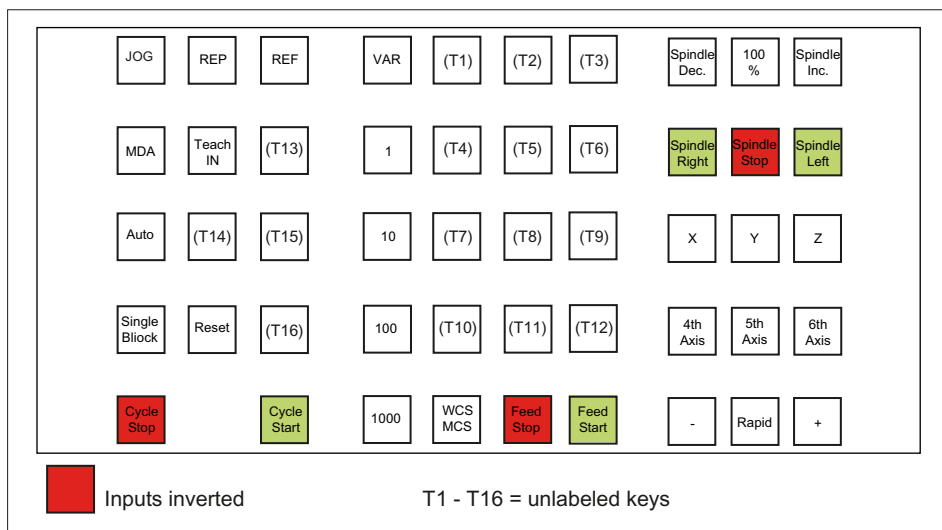 JOG
REP
REF
VAR
(T1)
(T2)
(T3)
Spindle
Dec.
100
%
Spindle
Inc.
MDA
Teach
IN
(T13)
1
(T4)
(T5)
(T6)
Spindle
Right
Spindle
Stop
Spindle
Left
Auto
(T14)
(T15)
10
(T7)
(T8)
(T9)
X
Y
Z
Single
Bliock
Reset
(T16)
100
(T10)
(T11)
(T12)
4th
Axis
5th
Axis
6th
Axis
Cycle
Stop
Cycle
Start
1000
WCS
MCS
Feed
Stop
Feed
Start
-
Rapid
+
Inputs inverted
T1 - T16 = unlabeled keys